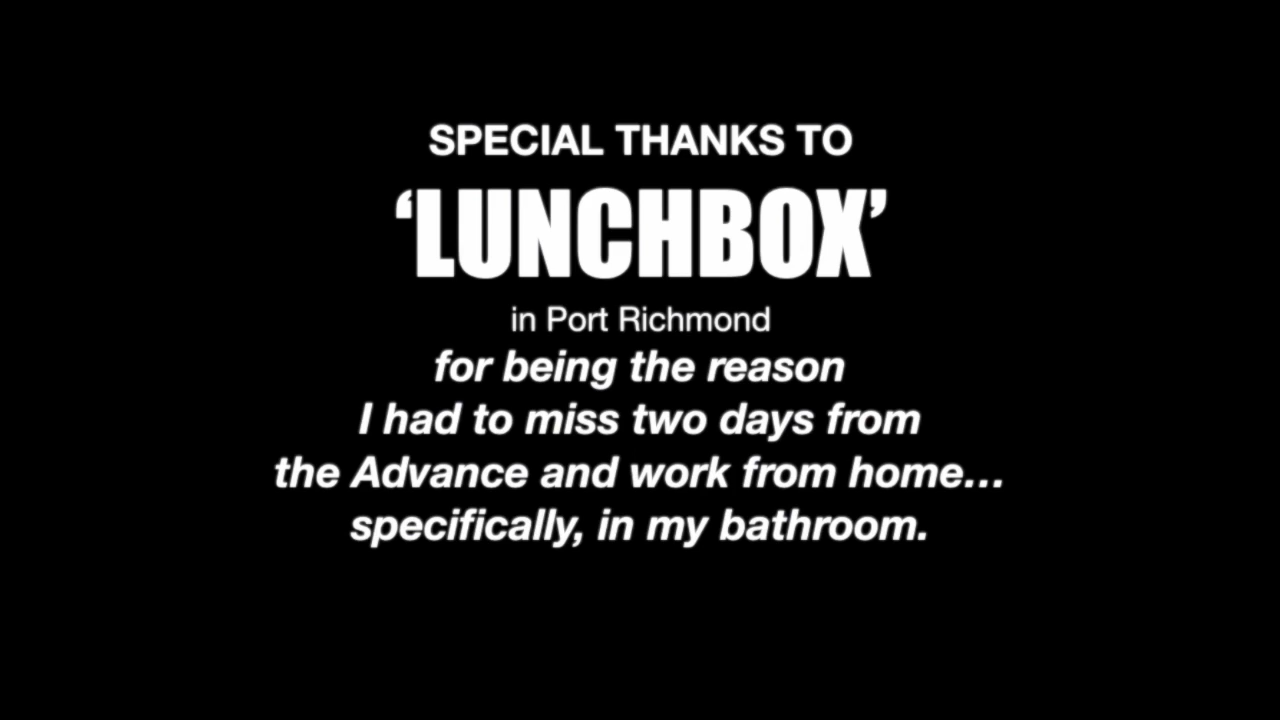 SPECIAL THANKS TO
‘LUNCHBOX’
in Port Richmond
for being the reason
I had to miss two days from
the Advance and work from home...
specifically, in my bathroom.